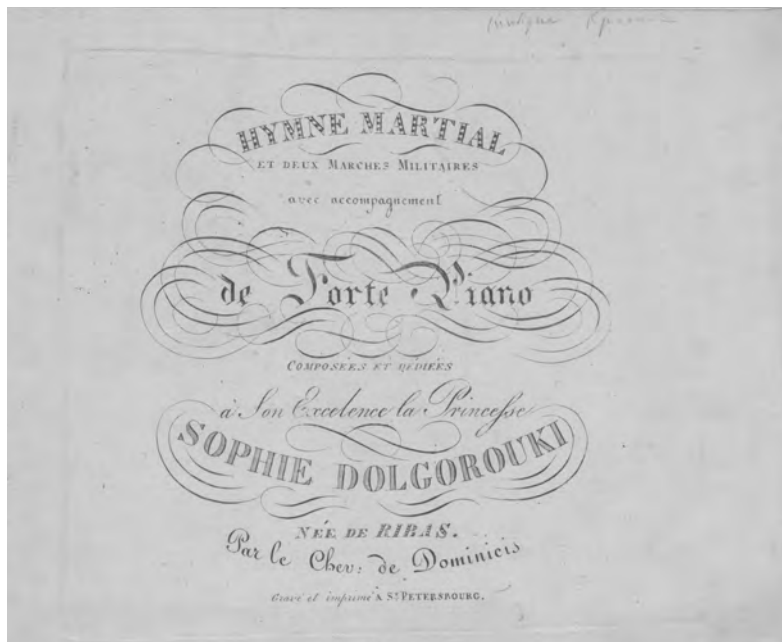 HYMNE MARTIAL
ET DEUX MARCHES MILITAIRES
avec accompagnement
de Forte-Piano
COMPOSÉES ET DÉDIÉES
à Son Excelence la Princesse
SOPHIE DOLGOROUKI
NÉE DE RIBAS.
Par le Chev: de Dominicis
Gravé et imprimé À St PETERSBOURG.